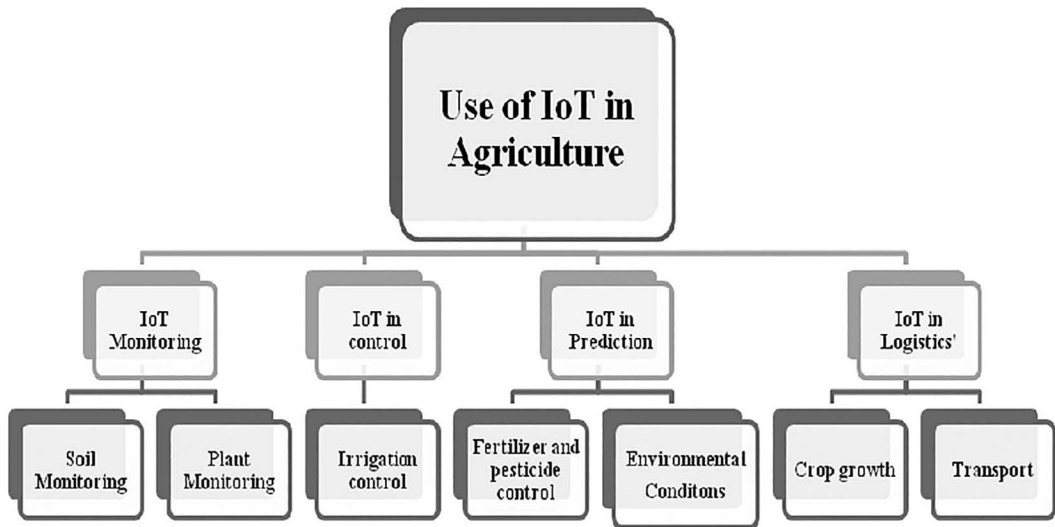 Use of IoT in
Agriculture
IoT
Monitoring
IoT in
control
IoT in
Prediction
IoT in
Logistics'
Soil
Monitoring
Plant
Monitoring
Irrigation
control
Fertilizer and
pesticide
control
Environmental
Conditons
Crop growth
Transport